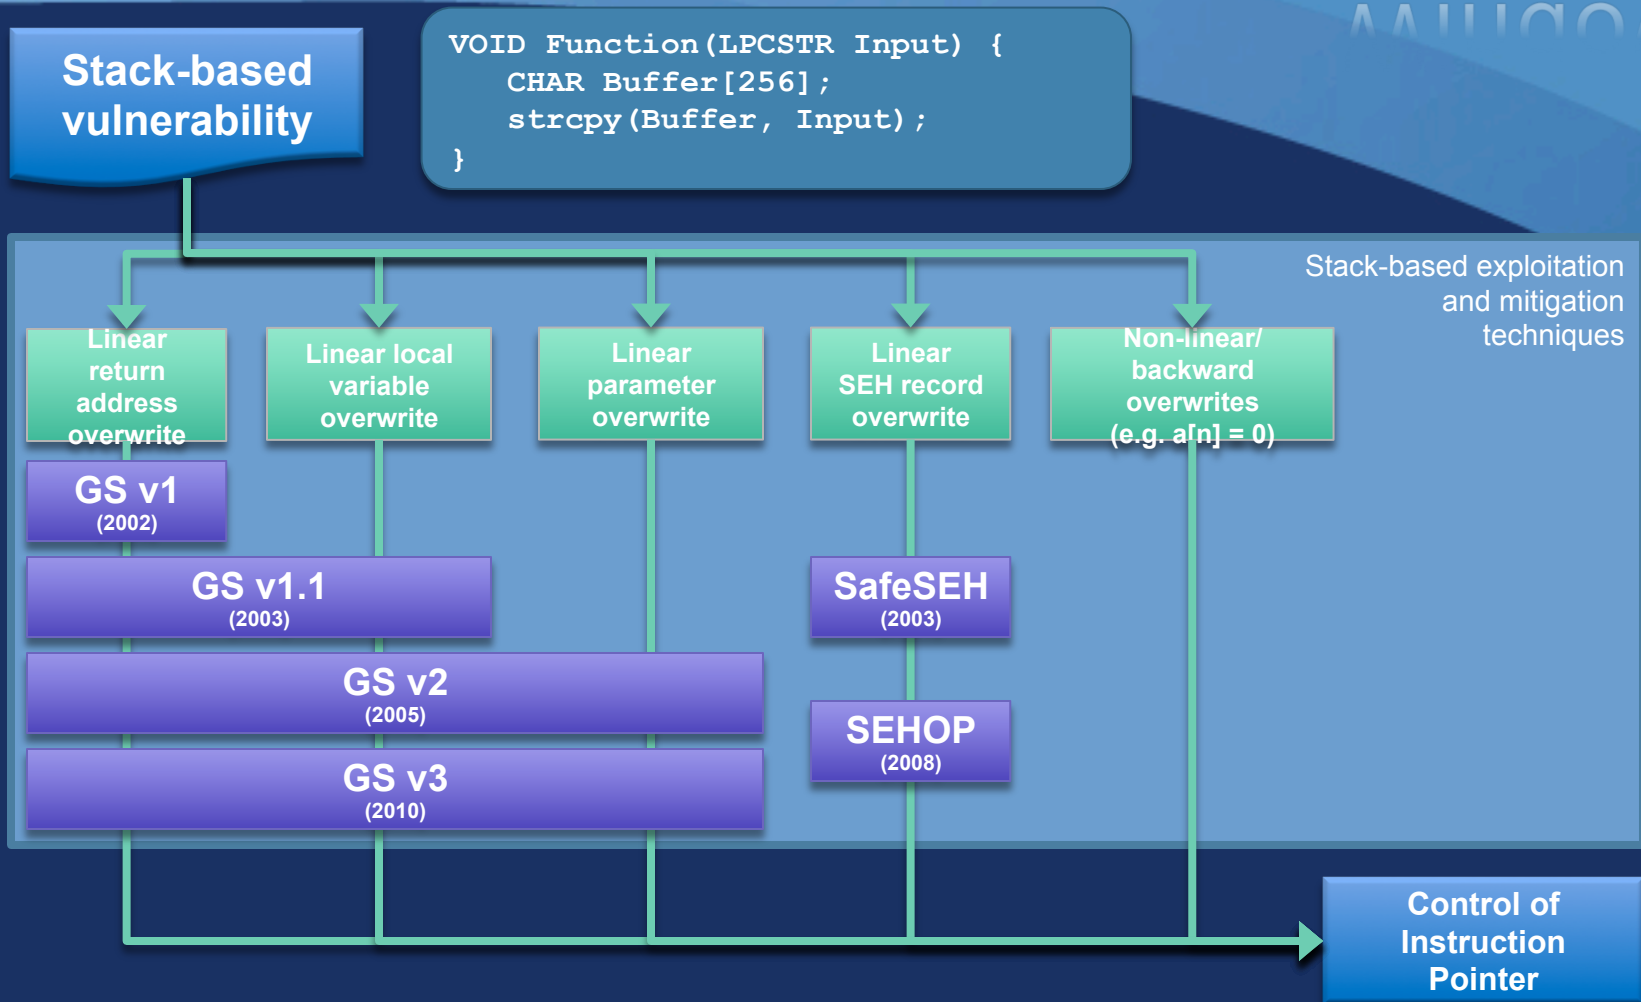 Stack-based
vulnerability
VOID Function(LPCSTR Input) {
CHAR Buffer[256];
strcpy(Buffer, Input);
}
Stack-based exploitation
and mitigation
techniques
Linear
return
address
overwrite
Linear local
variable
overwrite
Linear
parameter
overwrite
Linear
SEH record
overwrite
Non-linear/
backward
overwrites
(e.g. a[n] = 0)
GS v1
(2002)
GS v1.1
(2003)
SafeSEH
(2003)
GS v2
(2005)
SEHOP
(2008)
GS v3
(2010)
Control of
Instruction
Pointer